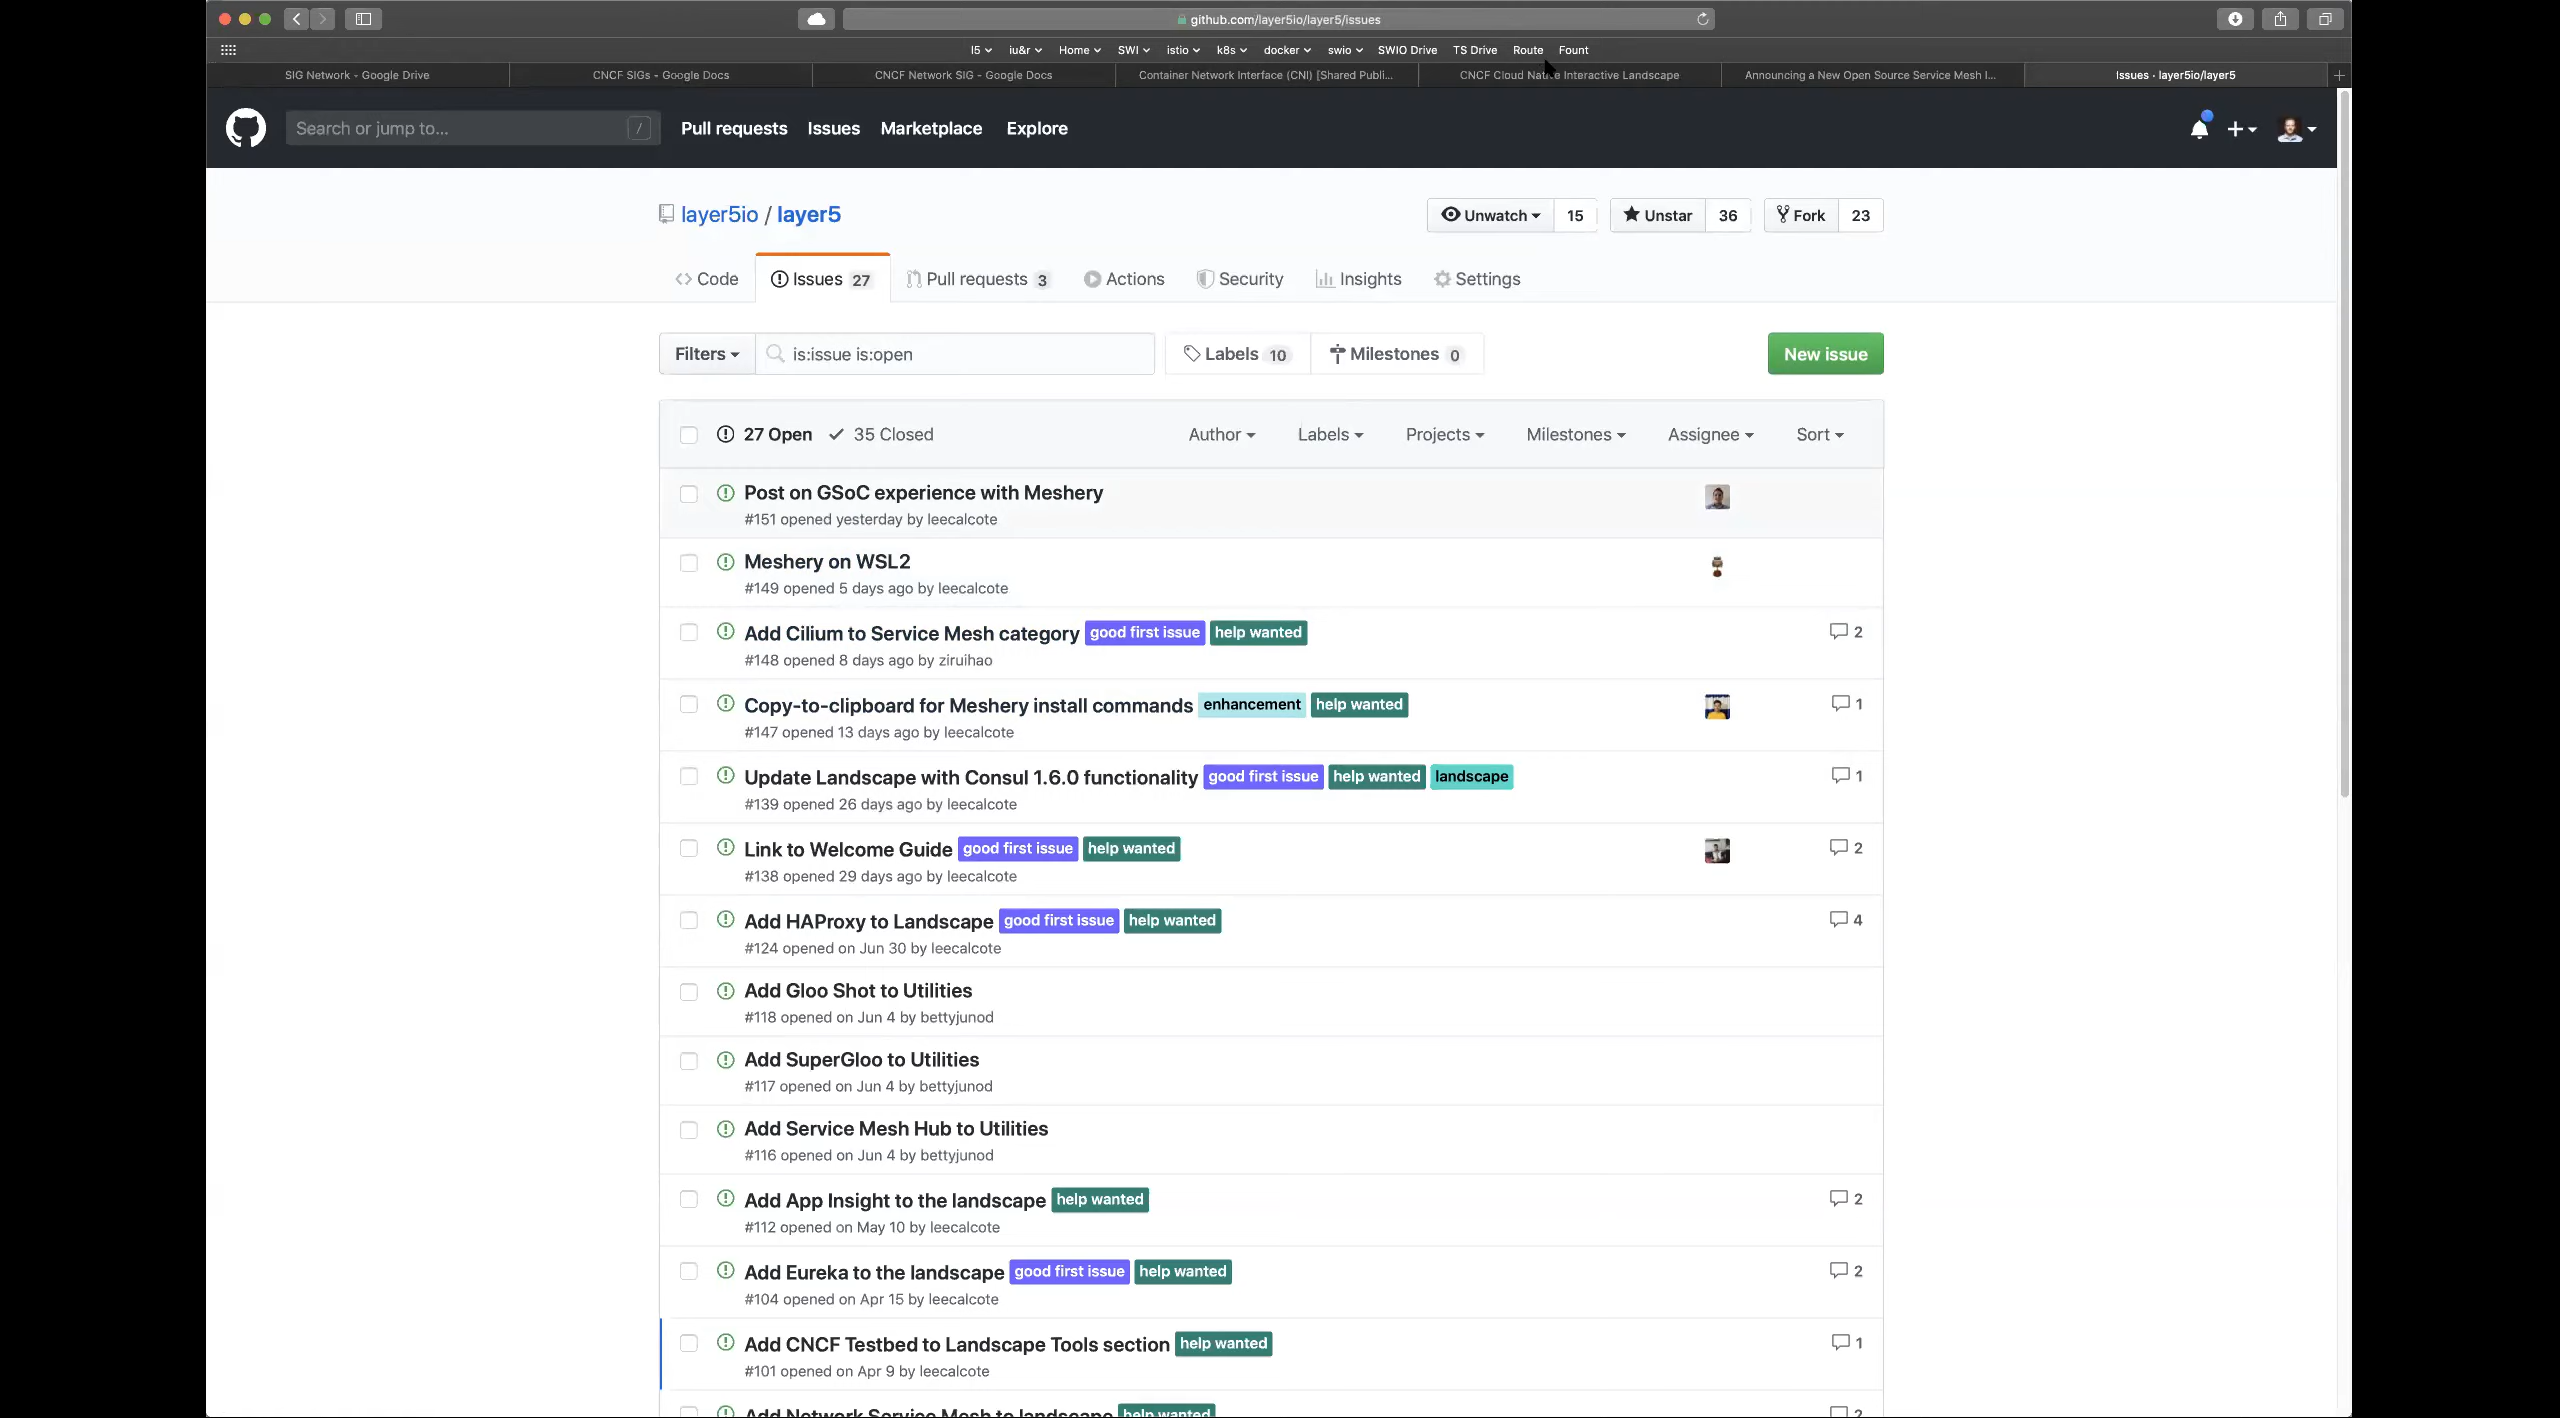 github.com/layer5io/layer5/issues
l5 iu&r Home SWI istio k8s docker swio SWIO Drive TS Drive Route Fount
SIG Network - Google Drive CNCF SIGs - Google Docs CNCF Network SIG - Google Docs Container Network Interface (CNI) [Shared Publi... CNCF Cloud Native Interactive Landscape Announcing a New Open Source Service Mesh I... Issues · layer5io/layer5
Search or jump to... / Pull requests Issues Marketplace Explore
layer5io / layer5 Unwatch 15 Unstar 36 Fork 23
Code Issues 27 Pull requests 3 Actions Security Insights Settings
Filters is:issue is:open Labels 10 Milestones 0 New issue
27 Open 35 Closed Author Labels Projects Milestones Assignee Sort
Post on GSoC experience with Meshery
#151 opened yesterday by leecalcote
Meshery on WSL2
#149 opened 5 days ago by leecalcote
Add Cilium to Service Mesh category good first issue help wanted 2
#148 opened 8 days ago by ziruihao
Copy-to-clipboard for Meshery install commands enhancement help wanted 1
#147 opened 13 days ago by leecalcote
Update Landscape with Consul 1.6.0 functionality good first issue help wanted landscape 1
#139 opened 26 days ago by leecalcote
Link to Welcome Guide good first issue help wanted 2
#138 opened 29 days ago by leecalcote
Add HAProxy to Landscape good first issue help wanted 4
#124 opened on Jun 30 by leecalcote
Add Gloo Shot to Utilities
#118 opened on Jun 4 by bettyjunod
Add SuperGloo to Utilities
#117 opened on Jun 4 by bettyjunod
Add Service Mesh Hub to Utilities
#116 opened on Jun 4 by bettyjunod
Add App Insight to the landscape help wanted 2
#112 opened on May 10 by leecalcote
Add Eureka to the landscape good first issue help wanted 2
#104 opened on Apr 15 by leecalcote
Add CNCF Testbed to Landscape Tools section help wanted 1
#101 opened on Apr 9 by leecalcote
Add Network Service Mesh to landscape help wanted 2